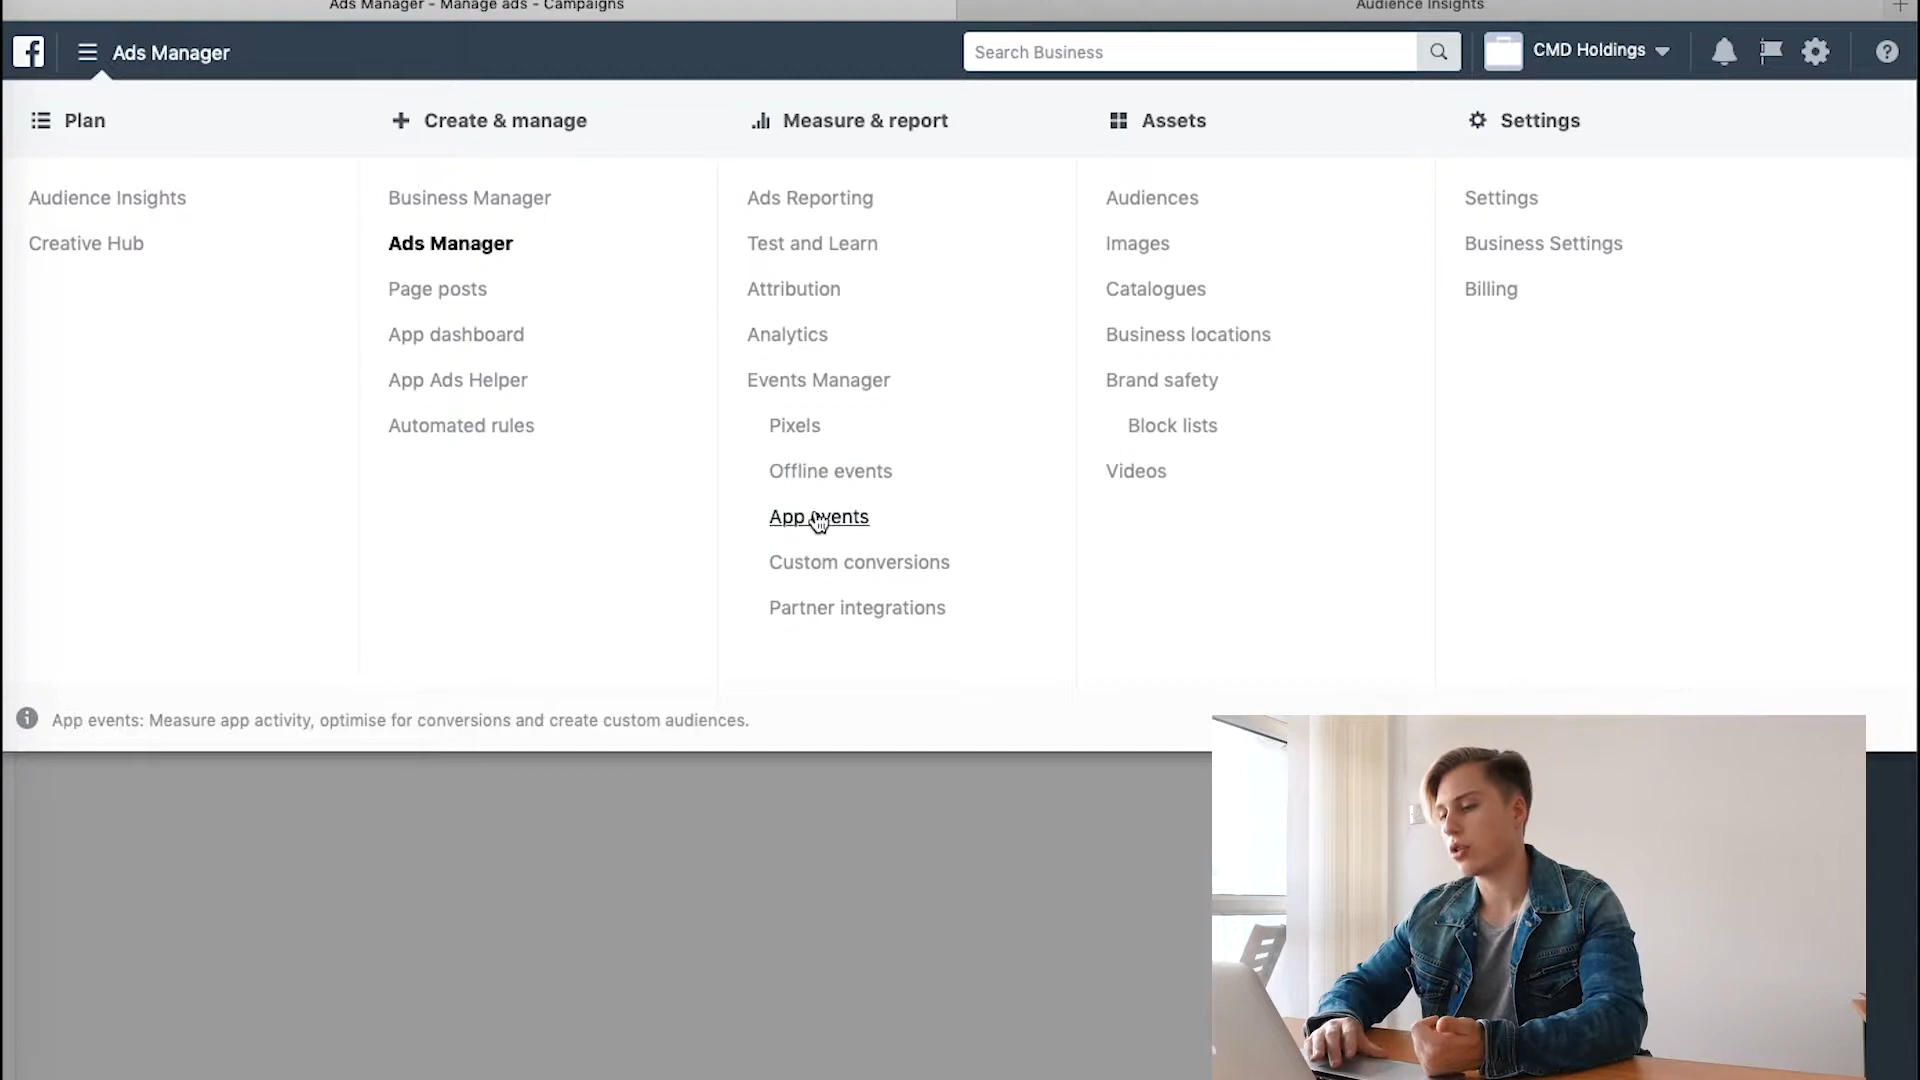 Ads Manager - Manage ads - Campaigns
Audience Insights
Ads Manager
Search Business
CMD Holdings
Plan
Create & manage
Measure & report
Assets
Settings
Audience Insights
Creative Hub
Business Manager
Ads Manager
Page posts
App dashboard
App Ads Helper
Automated rules
Ads Reporting
Test and Learn
Attribution
Analytics
Events Manager
Pixels
Offline events
App events
Custom conversions
Partner integrations
Audiences
Images
Catalogues
Business locations
Brand safety
Block lists
Videos
Settings
Business Settings
Billing
App events: Measure app activity, optimise for conversions and create custom audiences.